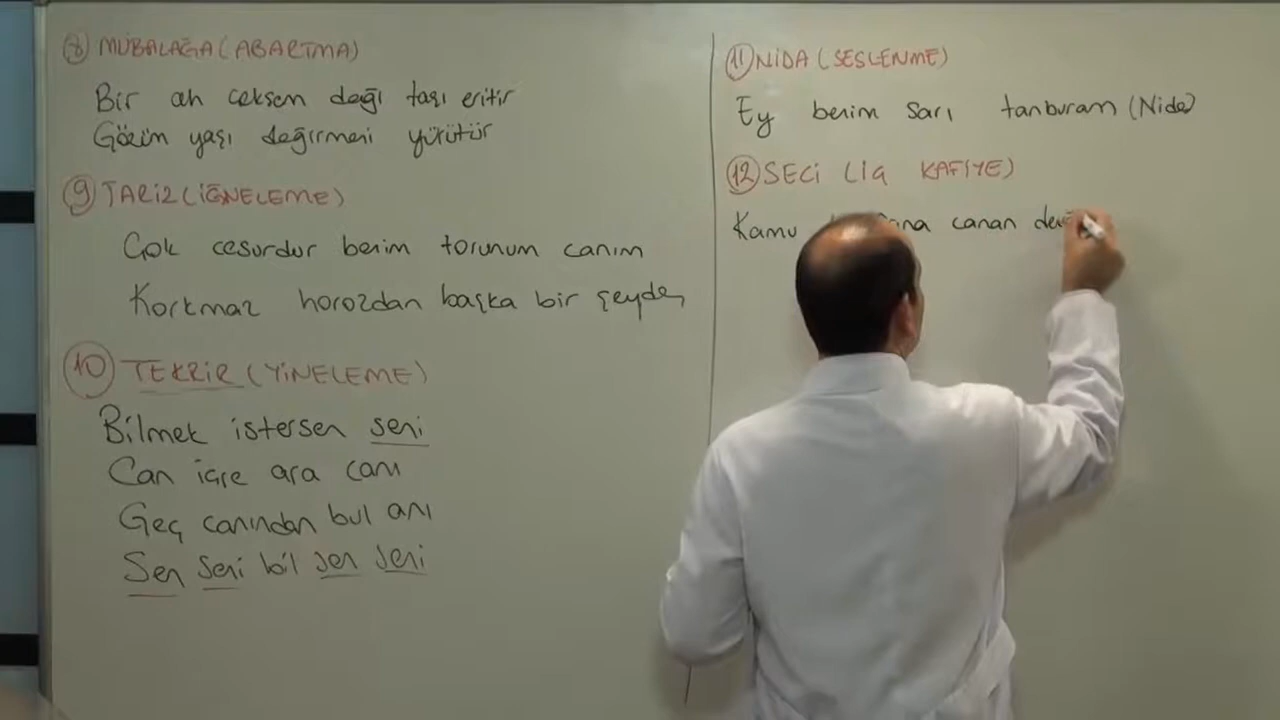 8 MÜBALAĞA (ABARTMA)
Bir ah çeksem dağı taşı eritir
Gözüm yaşı değirmeni yürütür
9 TARİZ (İĞNELEME)
Çok cesurdur benim torunum canım
Korkmaz horozdan başka bir şeyden
10 TEKRİR (YİNELEME)
Bilmek istersen seni
Can içre ara canı
Geç canından bul anı
Sen seni bil sen seni
11 NİDA (SESLENME)
Ey benim sarı tanburam (Nida)
12 SECİ (İÇ KAFİYE)
Kamu canan